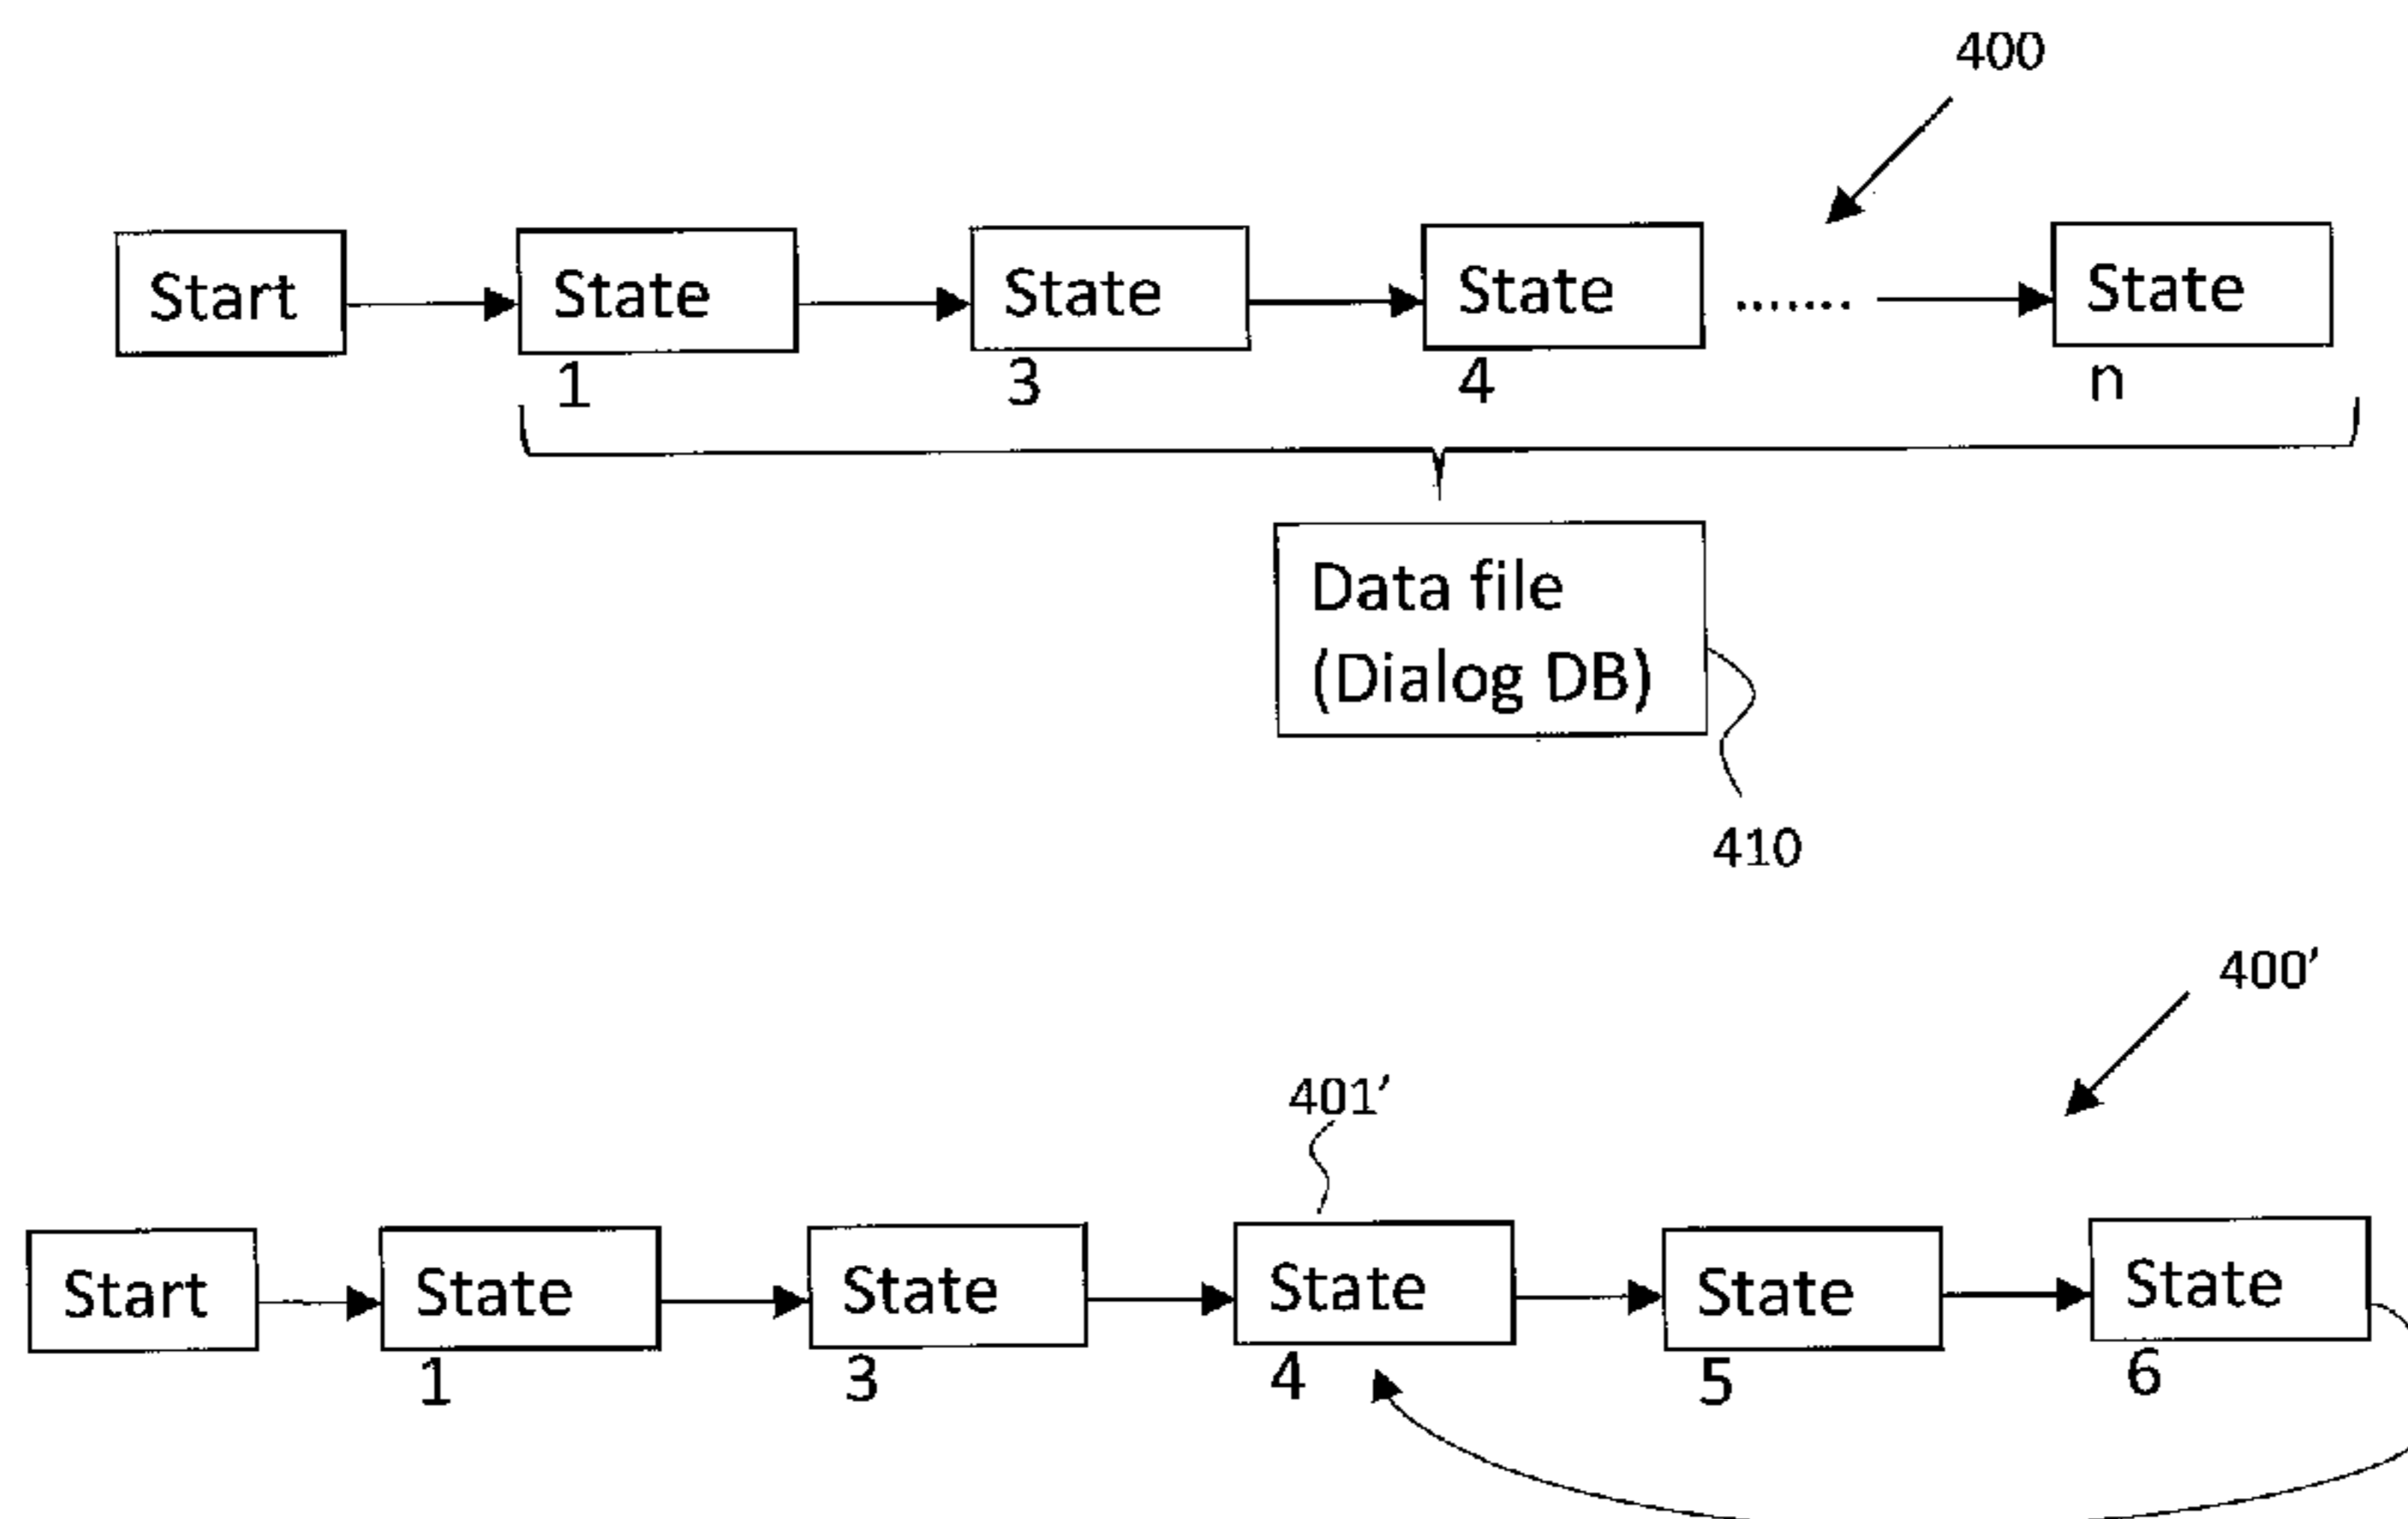 400
Start
State
State
State
.......
State
1
3
4
n
Data file
(Dialog DB)
410
400’
401’
Start
State
State
State
State
State
1
3
4
5
6